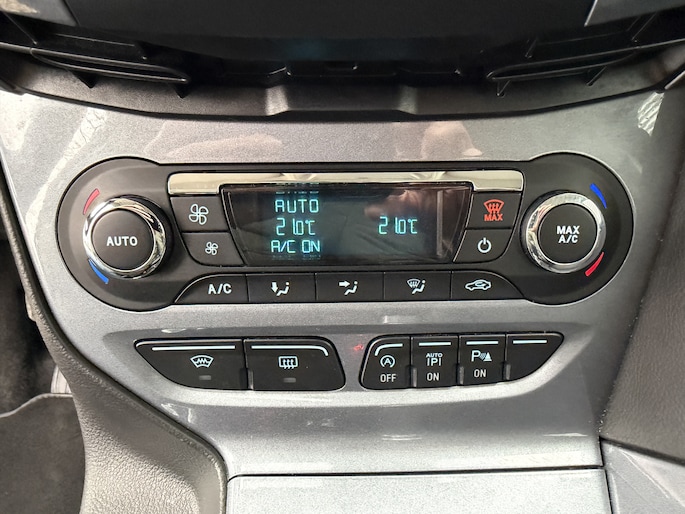 AUTO
21.0°C 21.0°C
A/C ON
MAX
AUTO
MAX
A/C
A/C
OFF
AUTO
P
ON
P
ON